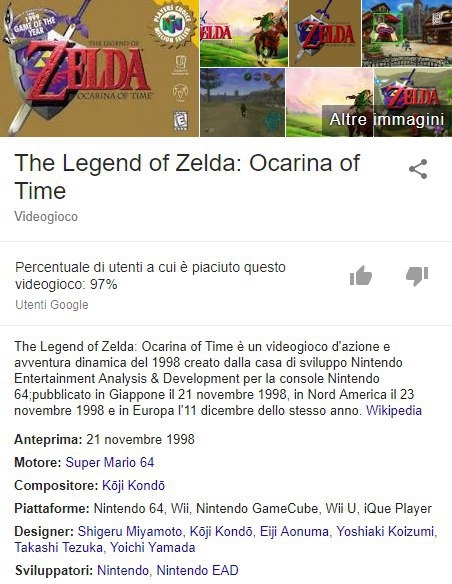 1999
GAME OF THE YEAR
PLAYERS CHOICE
MILLION SELLER
THE LEGEND OF
ZELDA
OCARINA OF TIME
ZELDA
ZELDA
Altre immagini
The Legend of Zelda: Ocarina of
Time
Videogioco
Percentuale di utenti a cui è piaciuto questo
videogioco: 97%
Utenti Google
The Legend of Zelda: Ocarina of Time è un videogioco d'azione e
avventura dinamica del 1998 creato dalla casa di sviluppo Nintendo
Entertainment Analysis & Development per la console Nintendo
64;pubblicato in Giappone il 21 novembre 1998, in Nord America il 23
novembre 1998 e in Europa l'11 dicembre dello stesso anno. Wikipedia
Anteprima: 21 novembre 1998
Motore: Super Mario 64
Compositore: Kōji Kondō
Piattaforme: Nintendo 64, Wii, Nintendo GameCube, Wii U, iQue Player
Designer: Shigeru Miyamoto, Kōji Kondō, Eiji Aonuma, Yoshiaki Koizumi,
Takashi Tezuka, Yoichi Yamada
Sviluppatori: Nintendo, Nintendo EAD